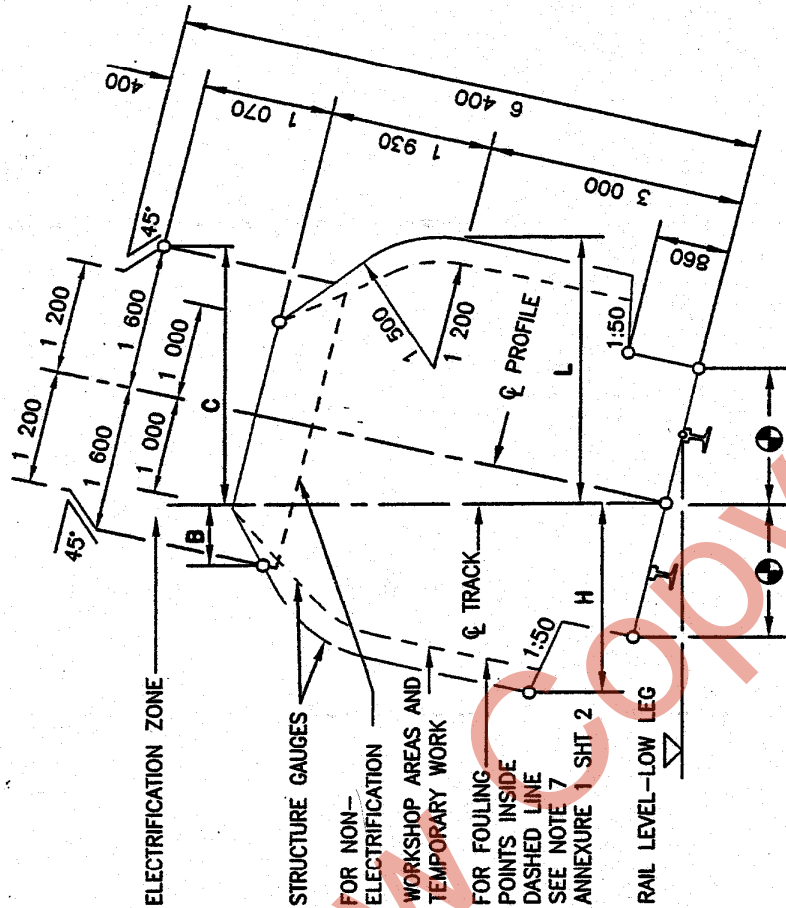 400
6 400
1 070
1 930
3 000
860
45°
1 200
1 200
1 600
1 600
1 000
1 000
45°
C
B
1 500
1 200
℄ PROFILE
L
1:50
℄ TRACK
H
1:50
ELECTRIFICATION ZONE
STRUCTURE GAUGES
FOR NON-
ELECTRIFICATION
WORKSHOP AREAS AND
TEMPORARY WORK
FOR FOULING
POINTS INSIDE
DASHED LINE
SEE NOTE 7
ANNEXURE 1 SHT 2
RAIL LEVEL-LOW LEG
w Copy